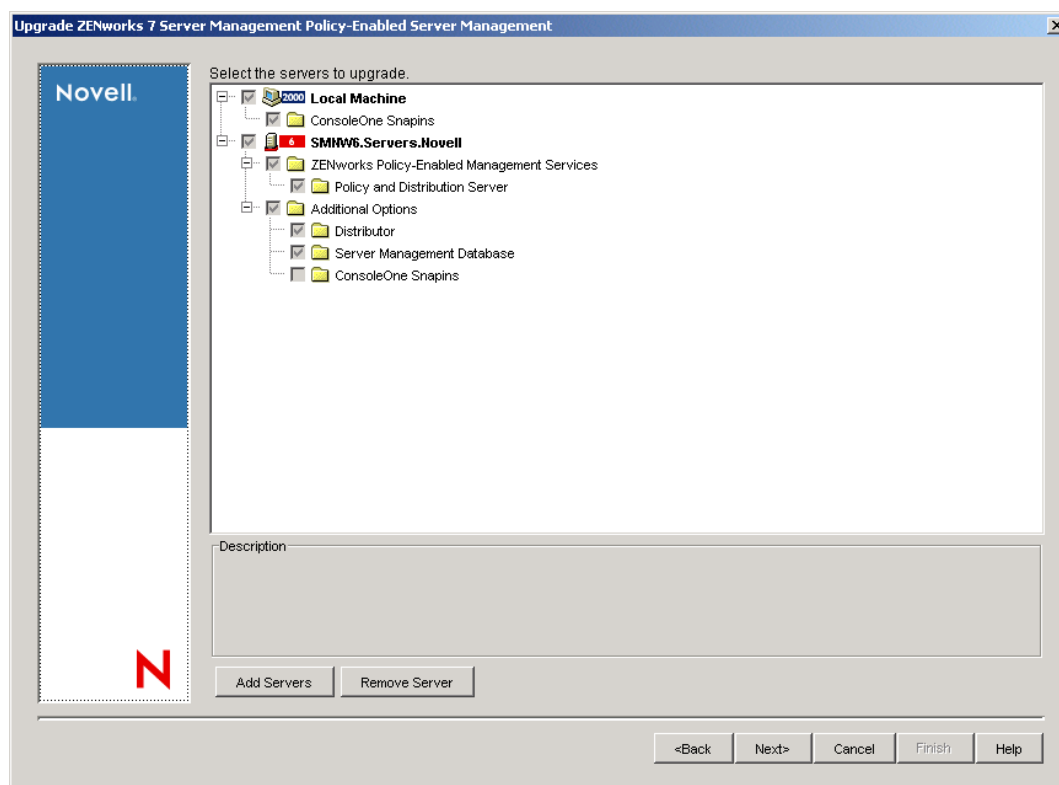 Upgrade ZENworks 7 Server Management Policy-Enabled Server Management
Novell.
Select the servers to upgrade.
2000 Local Machine
ConsoleOne Snapins
6 SMNW6.Servers.Novell
ZENworks Policy-Enabled Management Services
Policy and Distribution Server
Additional Options
Distributor
Server Management Database
ConsoleOne Snapins
Description
N
Add Servers Remove Server
<Back Next> Cancel Finish Help